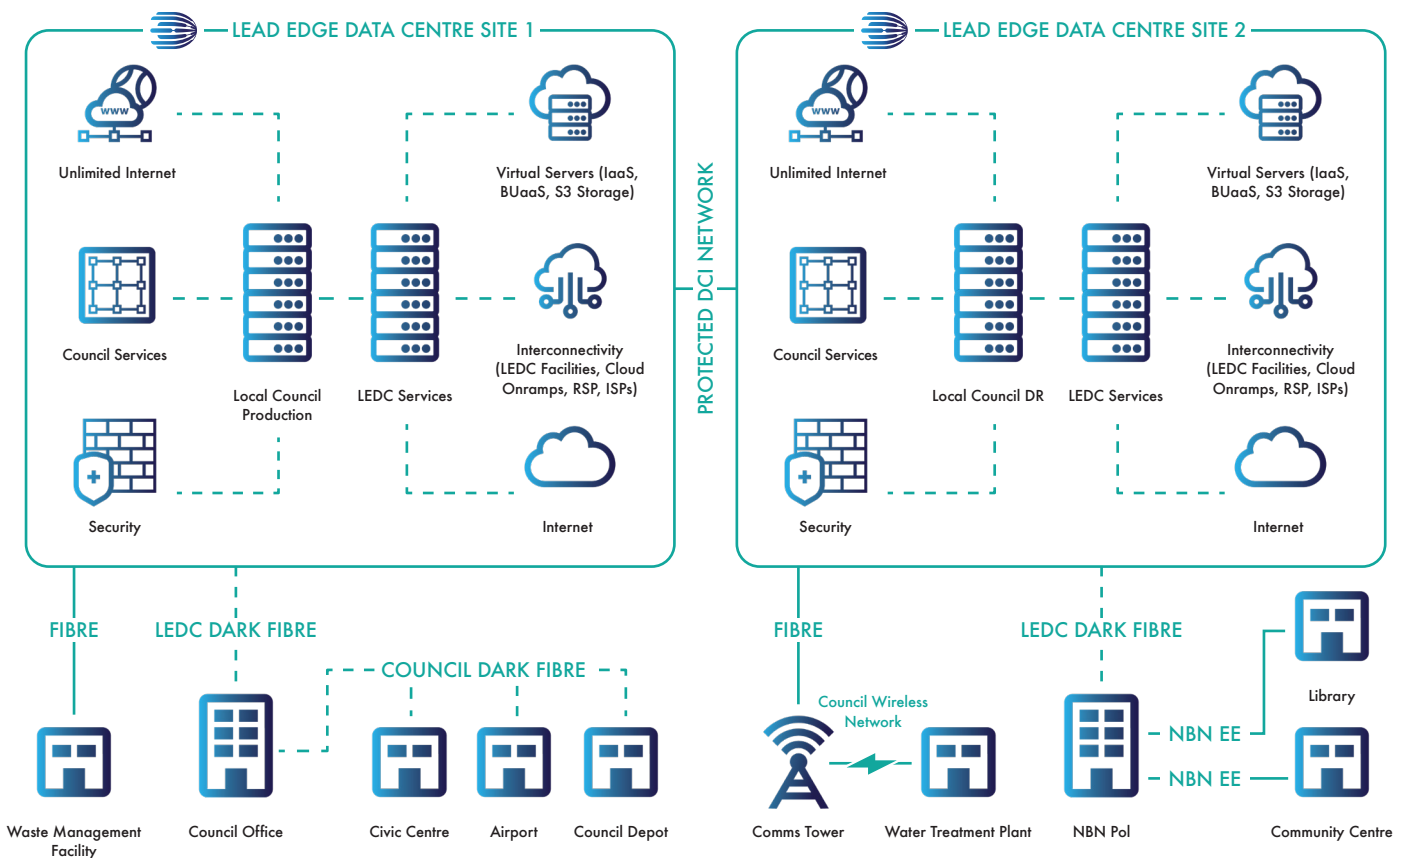 LEAD EDGE DATA CENTRE SITE 1
www
Unlimited Internet
Virtual Servers (IaaS,
BUaaS, S3 Storage)
Council Services
Local Council
Production
LEDC Services
Interconnectivity
(LEDC Facilities, Cloud
Onramps, RSP, ISPs)
Security
Internet
PROTECTED DCI NETWORK
LEAD EDGE DATA CENTRE SITE 2
www
Unlimited Internet
Virtual Servers (IaaS,
BUaaS, S3 Storage)
Council Services
Local Council DR
LEDC Services
Interconnectivity
(LEDC Facilities, Cloud
Onramps, RSP, ISPs)
Security
Internet
FIBRE
LEDC DARK FIBRE
COUNCIL DARK FIBRE
Waste Management
Facility
Council Office
Civic Centre
Airport
Council Depot
FIBRE
LEDC DARK FIBRE
Council Wireless
Network
NBN EE
NBN EE
Library
Comms Tower
Water Treatment Plant
NBN Pol
Community Centre